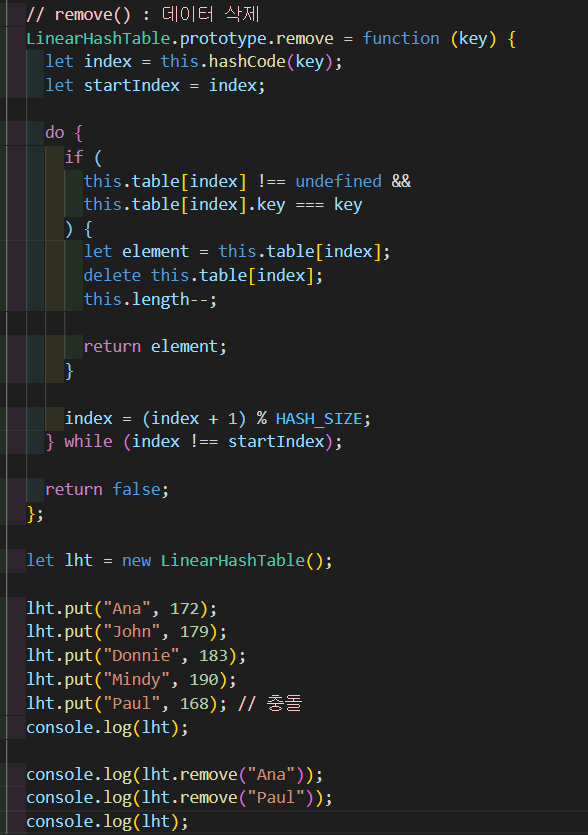 // remove() : 데이터 삭제
LinearHashTable.prototype.remove = function (key) {
  let index = this.hashCode(key);
  let startIndex = index;

  do {
    if (
      this.table[index] !== undefined &&
      this.table[index].key === key
    ) {
      let element = this.table[index];
      delete this.table[index];
      this.length--;

      return element;
    }

    index = (index + 1) % HASH_SIZE;
  } while (index !== startIndex);

  return false;
};

let lht = new LinearHashTable();

lht.put("Ana", 172);
lht.put("John", 179);
lht.put("Donnie", 183);
lht.put("Mindy", 190);
lht.put("Paul", 168); // 충돌
console.log(lht);

console.log(lht.remove("Ana"));
console.log(lht.remove("Paul"));
console.log(lht);